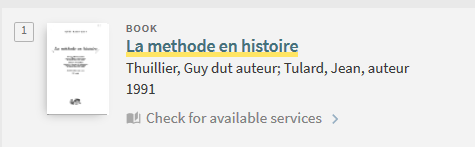 1
BOOK
La methode en histoire
Thuillier, Guy dut auteur; Tulard, Jean, auteur
1991
Check for available services